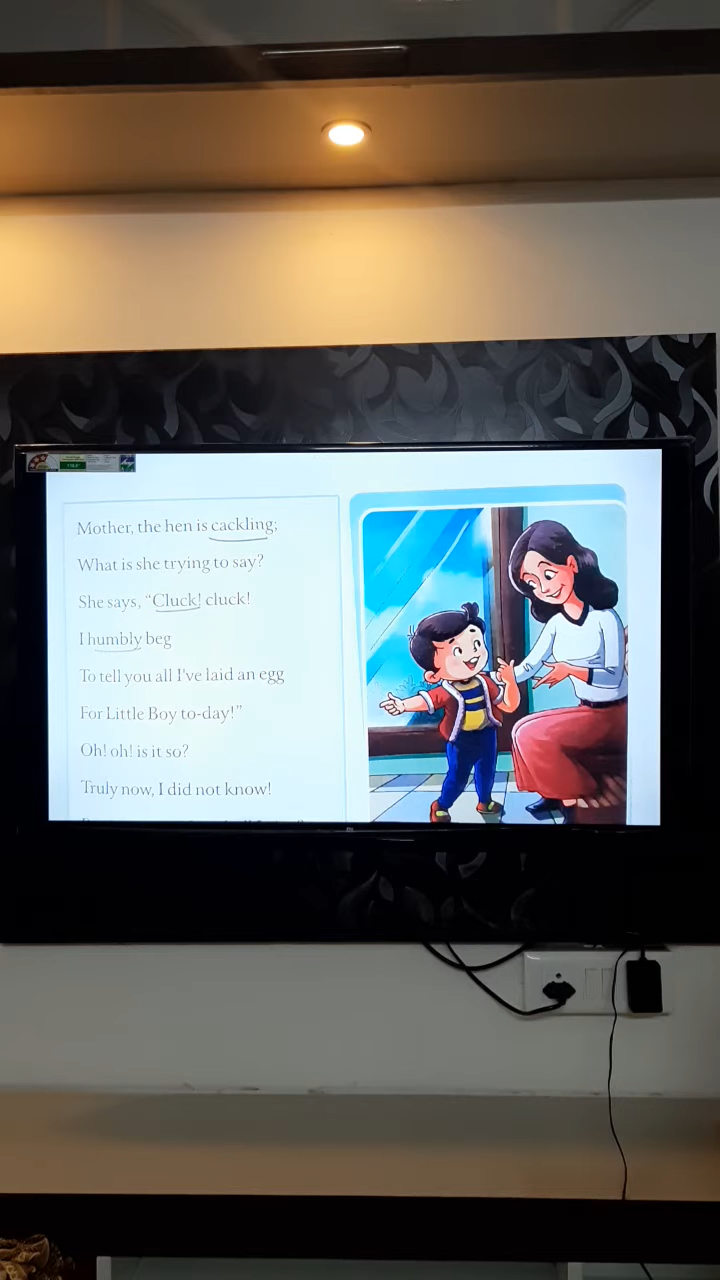 Mother, the hen is cackling;
What is she trying to say?
She says, “Cluck! cluck!
I humbly beg
To tell you all I've laid an egg
For Little Boy to-day!”
Oh! oh! is it so?
Truly now, I did not know!